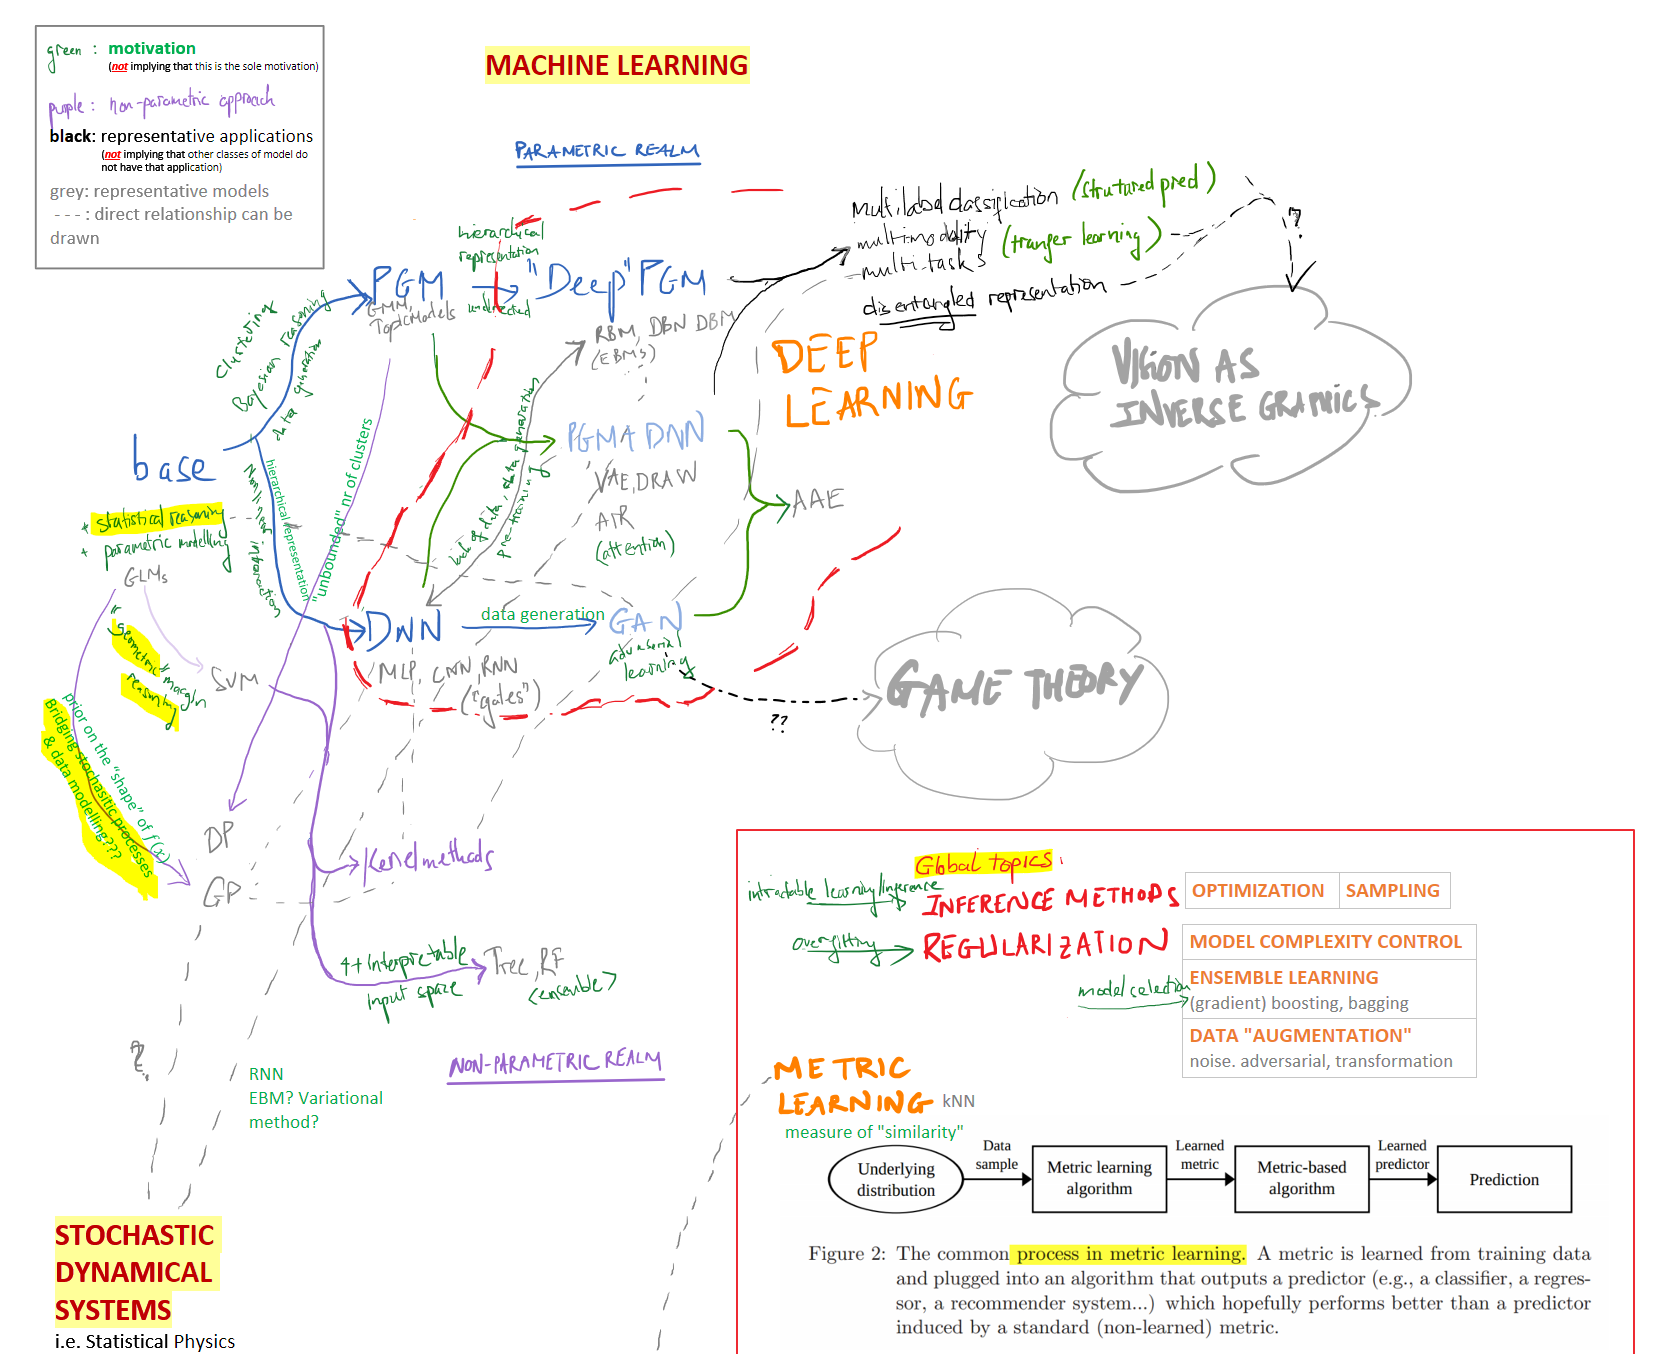 green : motivation
(not implying that this is the sole motivation)
purple : non-parametric approach
black: representative applications
(not implying that other classes of model do
not have that application)
grey: representative models
--- : direct relationship can be
drawn
MACHINE LEARNING
PARAMETRIC REALM
hierarchical
representation
PGM
GMM,
TopicModels
undirected
"Deep" PGM
RBM, DBN DBM
(EBMs)
multilabel classification (strutured pred)
multimodality (tranfer learning)
multi-tasks
disentangled representation
?
VISION AS
INVERSE GRAPHICS
DEEP
LEARNING
Clustering
Bayesian reasoning
data generation
base
+ statistical reasoning
+ parametric modelling
GLMs
Nonlinear interaction
hierarchical representation
"unbounded" nr of clusters
lack of data, data generation
Pre-training
PGM + DNN
VAE, DRAW
AIR
(attention)
AAE
DNN
data generation
GAN
adversarial
learning
MLP, CNN, RNN
("gates")
??
GAME THEORY
"geometric"
margin
reasoning
SVM
prior on the "shape" of f(x)
Bridging stochasitic processes
& data modelling???
DP
GP
Kernel methods
++ interpretable
input space
Tree, RF
(ensemble)
NON-PARAMETRIC REALM
?
RNN
EBM? Variational
method?
STOCHASTIC
DYNAMICAL
SYSTEMS
i.e. Statistical Physics
Global topics:
intractable learning/inference
INFERENCE METHODS
OPTIMIZATION
SAMPLING
overfitting
REGULARIZATION
MODEL COMPLEXITY CONTROL
model selection
ENSEMBLE LEARNING
(gradient) boosting, bagging
DATA "AUGMENTATION"
noise. adversarial, transformation
METRIC
LEARNING kNN
measure of "similarity"
Underlying
distribution
Data
sample
Metric learning
algorithm
Learned
metric
Metric-based
algorithm
Learned
predictor
Prediction
Figure 2: The common process in metric learning. A metric is learned from training data
and plugged into an algorithm that outputs a predictor (e.g., a classifier, a regres-
sor, a recommender system...) which hopefully performs better than a predictor
induced by a standard (non-learned) metric.